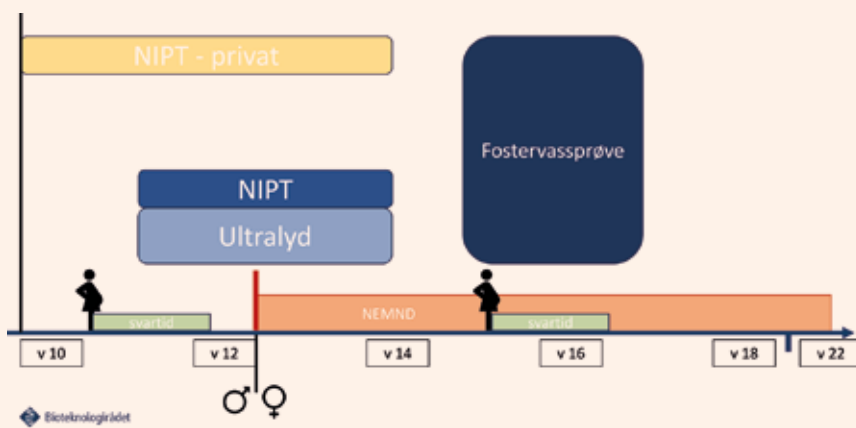 NIPT - privat
Fostervassprøve
NIPT
Ultralyd
NEMND
svartid
svartid
v 10
v 12
v 14
v 16
v 18
v 22
Bioteknologirådet